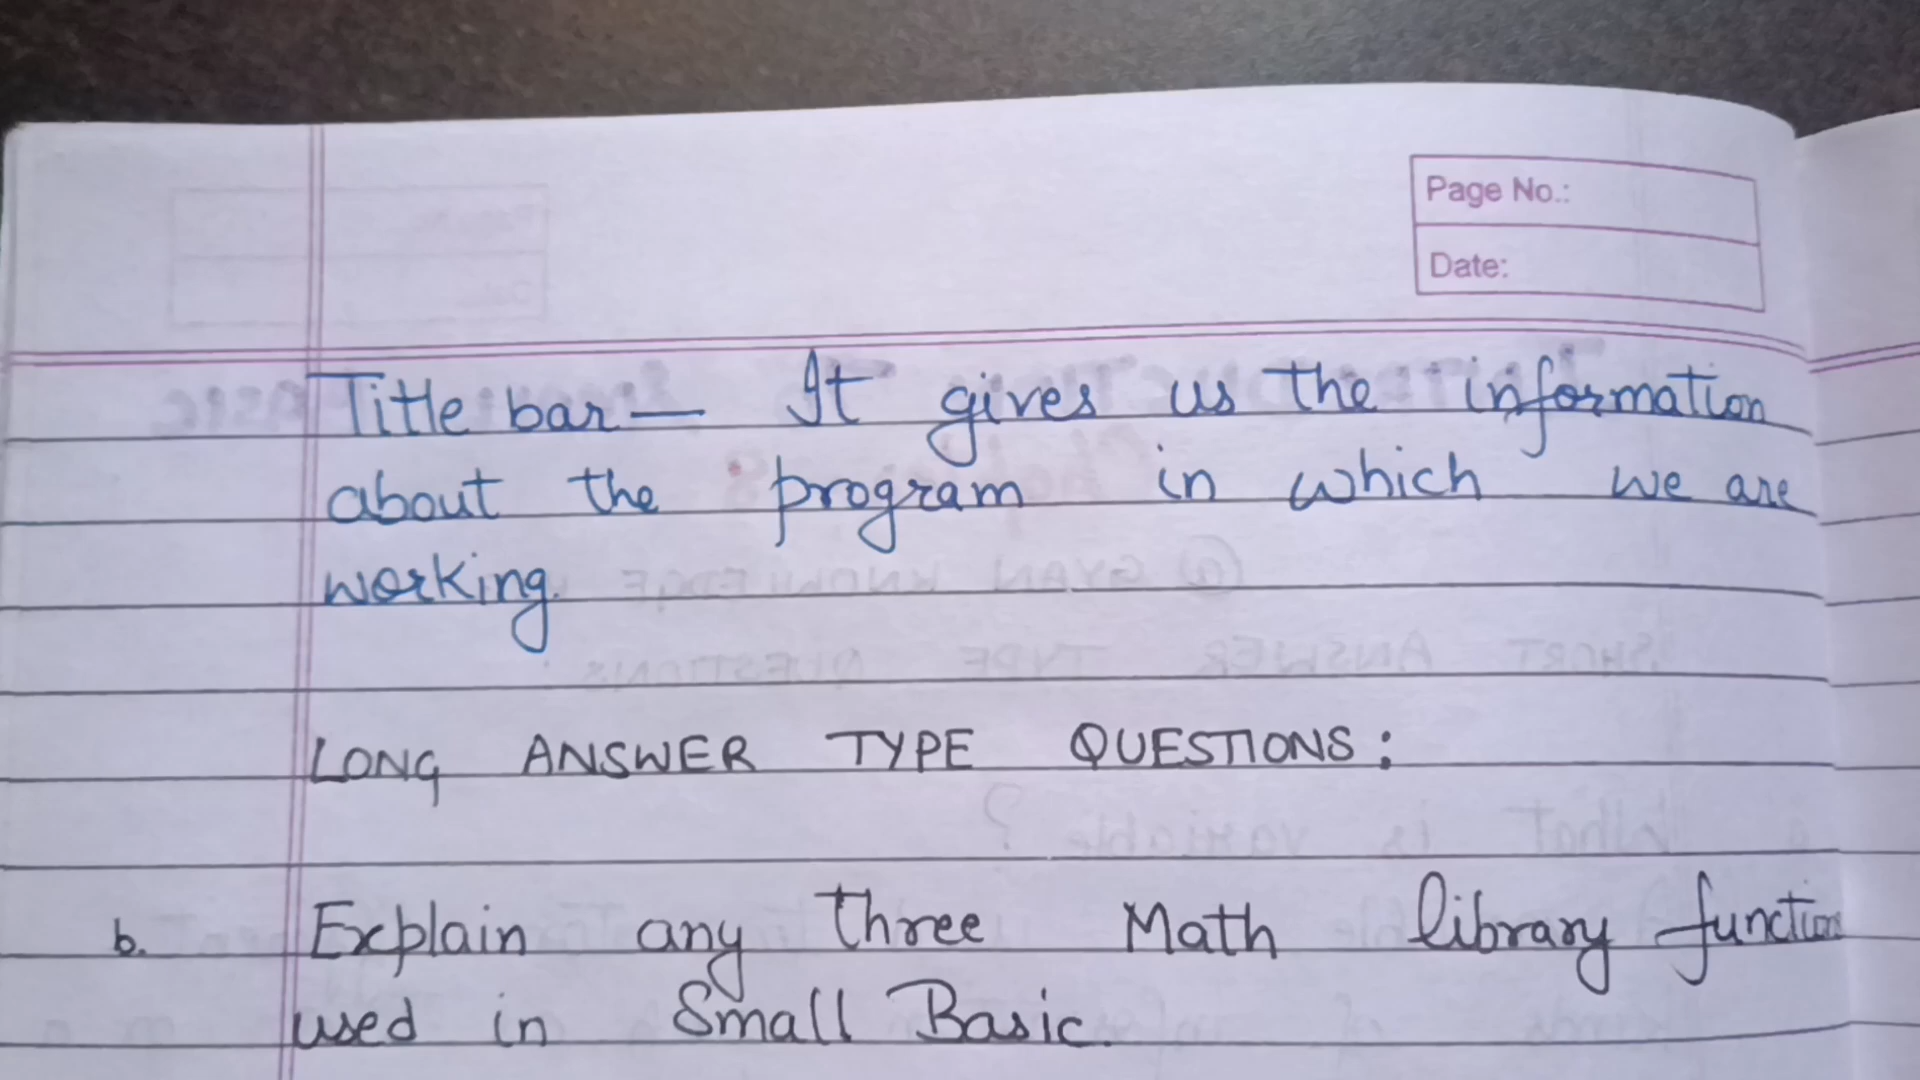 Page No.:
Date:
Title bar — It gives us the information
about the program in which we are
working.
LONG ANSWER TYPE QUESTIONS:
b. Explain any three Math library function
used in Small Basic.